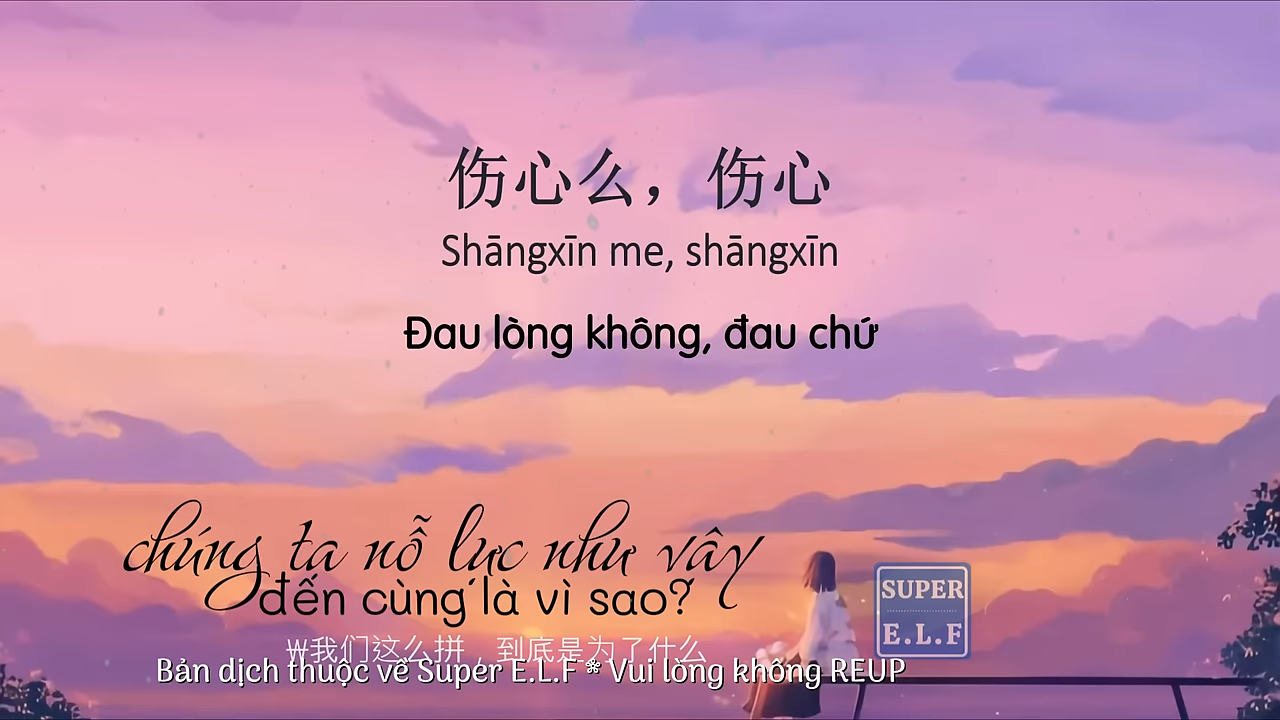 伤心么，伤心
Shāngxīn me, shāngxīn
Đau lòng không, đau chứ
chúng ta nỗ lực như vậy
đến cùng là vì sao?
₩我们这么拼，到底是为了什么
Bản dịch thuộc về Super E.L.F * Vui lòng không REUP
SUPER
E.L.F